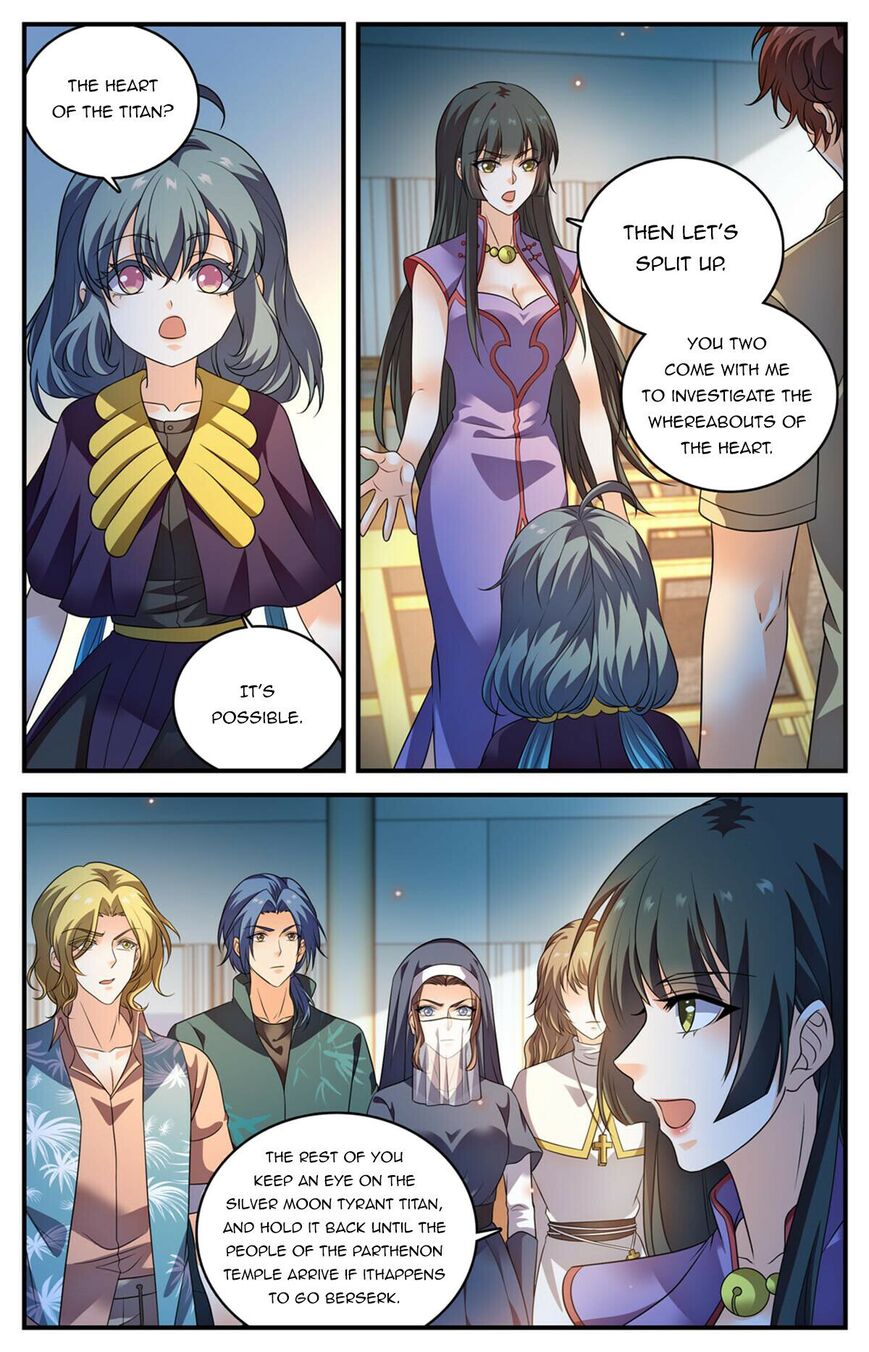 THE HEART
OF THE TITAN?
IT'S
POSSIBLE.
THEN LET'S
SPLIT UP.
YOU TWO
COME WITH ME
TO INVESTIGATE THE
WHEREABOUTS OF
THE HEART.
THE REST OF YOU
KEEP AN EYE ON THE
SILVER MOON TYRANT TITAN,
AND HOLD IT BACK UNTIL THE
PEOPLE OF THE PARTHENON
TEMPLE ARRIVE IF ITHAPPENS
TO GO BERSERK.